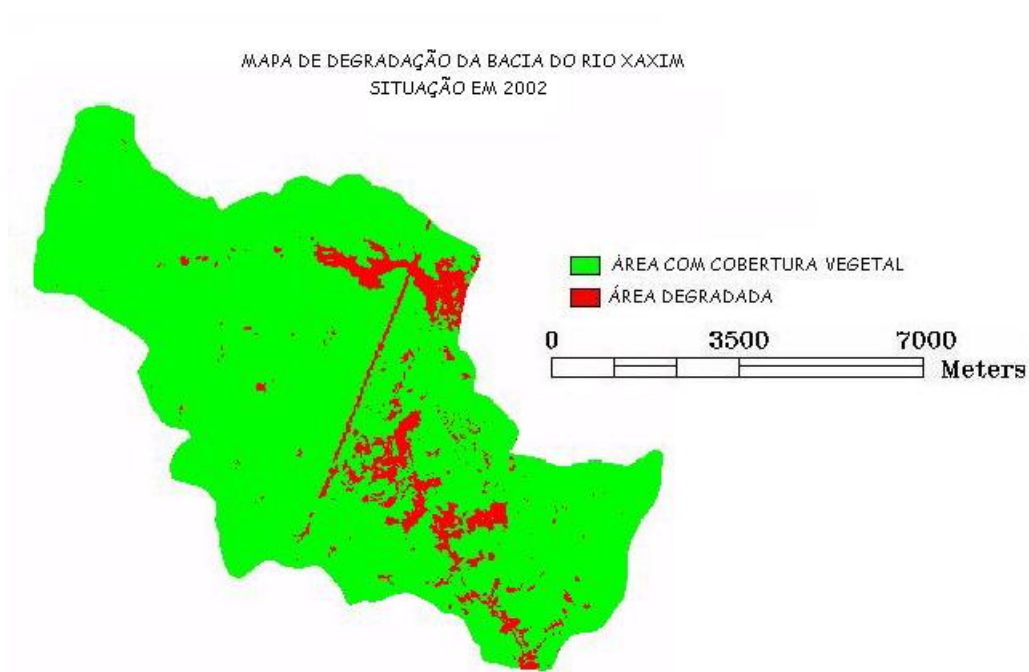 MAPA DE DEGRADAÇÃO DA BACIA DO RIO XAXIM
SITUAÇÃO EM 2002
ÁREA COM COBERTURA VEGETAL
ÁREA DEGRADADA
0 3500 7000
Meters